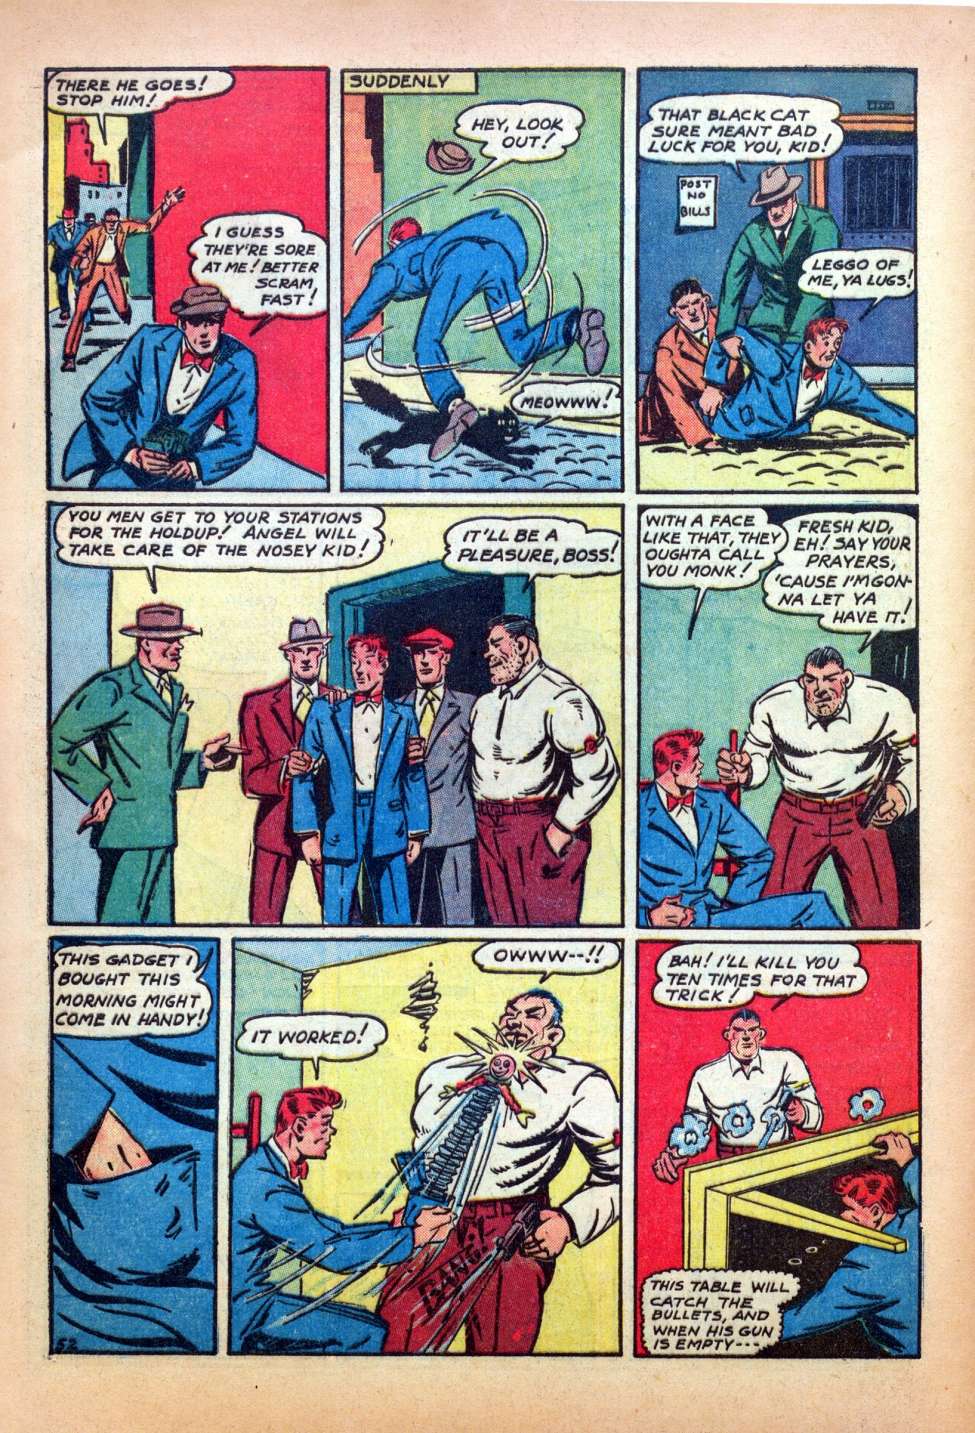 THERE HE GOES!
STOP HIM!
I GUESS
THEY'RE SORE
AT ME! BETTER
SCRAM,
FAST!
SUDDENLY
HEY, LOOK
OUT!
MEOWWW!
THAT BLACK CAT
SURE MEANT BAD
LUCK FOR YOU, KID!
POST
NO
BILLS
LEGGO OF
ME, YA LUGS!
YOU MEN GET TO YOUR STATIONS
FOR THE HOLDUP! ANGEL WILL
TAKE CARE OF THE NOSEY KID!
IT'LL BE A
PLEASURE, BOSS!
WITH A FACE
LIKE THAT, THEY
OUGHTA CALL
YOU MONK!
FRESH KID,
EH! SAY YOUR
PRAYERS,
'CAUSE I'M GON-
NA LET YA
HAVE IT!
THIS GADGET I
BOUGHT THIS
MORNING MIGHT
COME IN HANDY!
52
IT WORKED!
OWWW--!!
BANG!
BAH! I'LL KILL YOU
TEN TIMES FOR THAT
TRICK!
THIS TABLE WILL
CATCH THE
BULLETS, AND
WHEN HIS GUN
IS EMPTY---